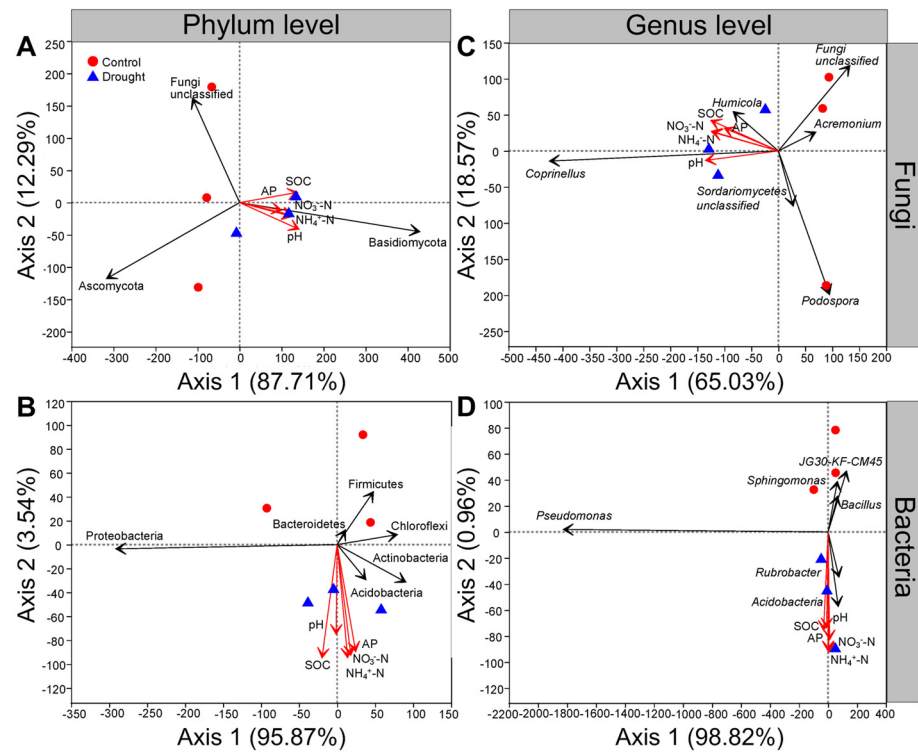 Phylum level
Genus level
A
Control
Drought
Fungi
unclassified
SOC
AP
NO₃⁻-N
NH₄⁺-N
pH
Basidiomycota
Ascomycota
250
200
150
100
50
0
-50
-100
-150
-200
-400
-300
-200
-100
0
100
200
300
400
500
Axis 2 (12.29%)
Axis 1 (87.71%)
C
Fungi
unclassified
Humicola
SOC
NO₃⁻-N
AP
NH₄⁺-N
pH
Acremonium
Coprinellus
Sordariomycetes
unclassified
Podospora
150
100
50
0
-50
-100
200
-150
-200
-250
-500
-400
-300
-200
-100
0
100
200
Axis 2 (18.57%)
Axis 1 (65.03%)
Fungi
B
Firmicutes
Bacteroidetes
Chloroflexi
Proteobacteria
Actinobacteria
Acidobacteria
pH
AP
SOC
NO₃⁻-N
NH₄⁺-N
120
100
80
60
40
20
0
-20
-40
-60
-80
-100
-120
-350
-300
-250
-200
-150
-100
-50
0
50
100
150
Axis 2 (3.54%)
Axis 1 (95.87%)
D
JG30-KF-CM45
Sphingomonas
Bacillus
Pseudomonas
Rubrobacter
Acidobacteria
pH
SOC
AP
NO₃⁻-N
NH₄⁺-N
100
80
60
40
20
0
-20
-40
-60
-80
-100
-120
-2200
-2000
-1800
-1600
-1400
-1200
-1000
-800
-600
-400
-200
0
200
400
Axis 2 (0.96%)
Axis 1 (98.82%)
Bacteria